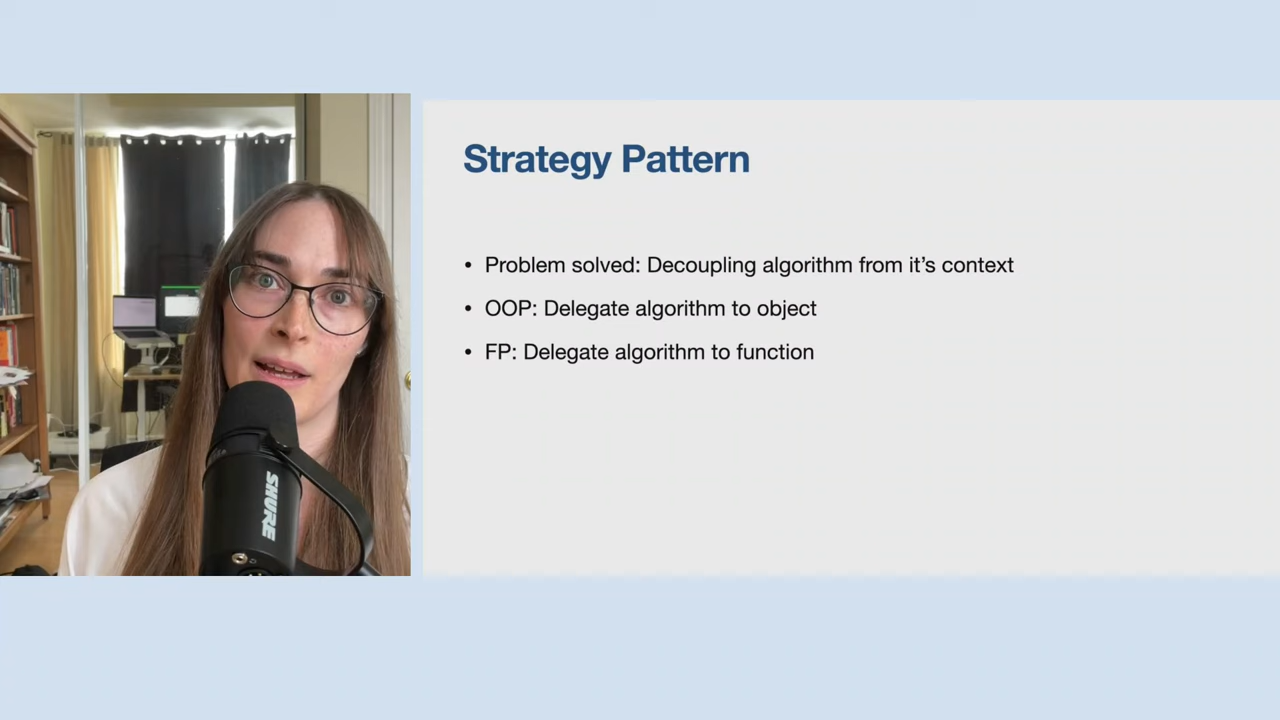 Strategy Pattern
• Problem solved: Decoupling algorithm from it’s context
• OOP: Delegate algorithm to object
• FP: Delegate algorithm to function
SHURE